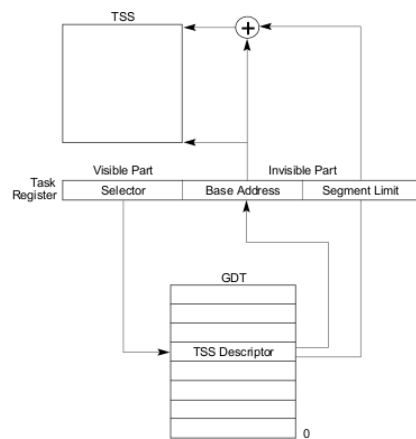 TSS
+
Visible Part
Invisible Part
Task
Register
Selector
Base Address
Segment Limit
GDT
TSS Descriptor
0